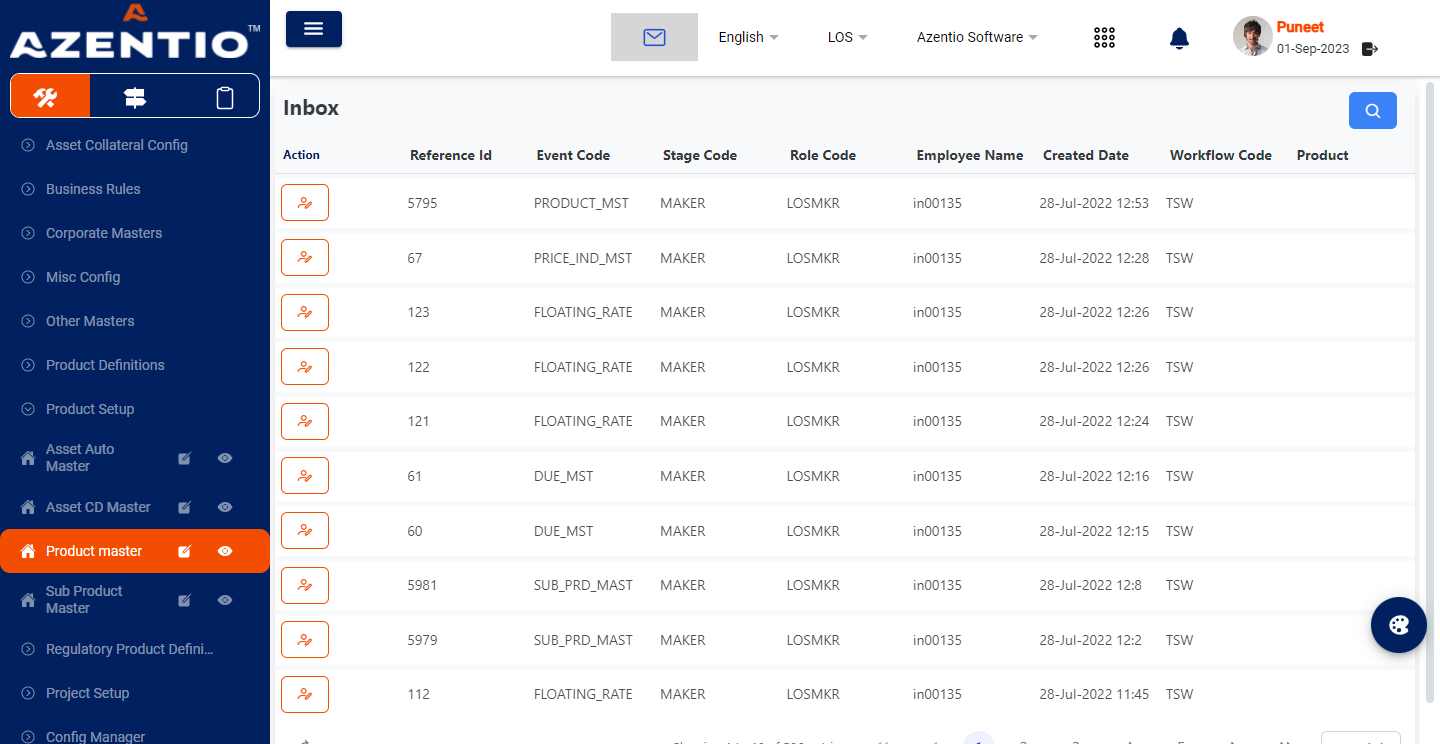 AZENTIO™
English
LOS
Azentio Software
Puneet
01-Sep-2023
Asset Collateral Config
Business Rules
Corporate Masters
Misc Config
Other Masters
Product Definitions
Product Setup
Asset Auto
Master
Asset CD Master
Product master
Sub Product
Master
Regulatory Product Defini...
Project Setup
Config Manager
Inbox
Action Reference Id Event Code Stage Code Role Code Employee Name Created Date Workflow Code Product
5795 PRODUCT_MST MAKER LOSMKR in00135 28-Jul-2022 12:53 TSW
67 PRICE_IND_MST MAKER LOSMKR in00135 28-Jul-2022 12:28 TSW
123 FLOATING_RATE MAKER LOSMKR in00135 28-Jul-2022 12:26 TSW
122 FLOATING_RATE MAKER LOSMKR in00135 28-Jul-2022 12:26 TSW
121 FLOATING_RATE MAKER LOSMKR in00135 28-Jul-2022 12:24 TSW
61 DUE_MST MAKER LOSMKR in00135 28-Jul-2022 12:16 TSW
60 DUE_MST MAKER LOSMKR in00135 28-Jul-2022 12:15 TSW
5981 SUB_PRD_MAST MAKER LOSMKR in00135 28-Jul-2022 12:8 TSW
5979 SUB_PRD_MAST MAKER LOSMKR in00135 28-Jul-2022 12:2 TSW
112 FLOATING_RATE MAKER LOSMKR in00135 28-Jul-2022 11:45 TSW